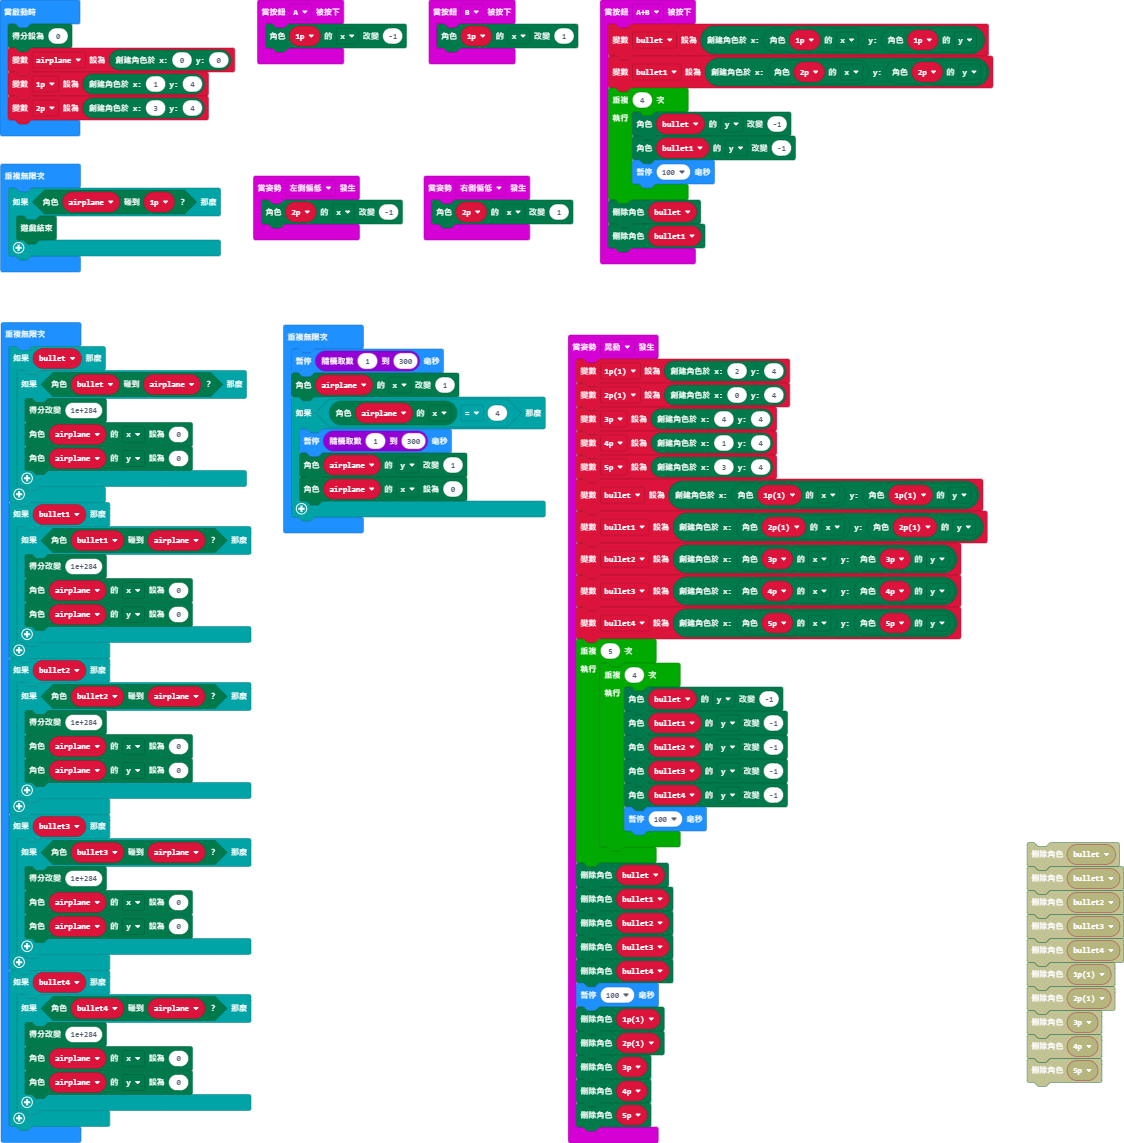 當啟動時
得分設為 0
變數 airplane 設為 創建角色於 x: 0 y: 0
變數 1p 設為 創建角色於 x: 1 y: 4
變數 2p 設為 創建角色於 x: 3 y: 4
當按鈕 A 被按下
角色 1p 的 x 改變 -1
當按鈕 B 被按下
角色 1p 的 x 改變 1
當按鈕 A+B 被按下
變數 bullet 設為 創建角色於 x: 角色 1p 的 x y: 角色 1p 的 y
變數 bullet1 設為 創建角色於 x: 角色 2p 的 x y: 角色 2p 的 y
重複 4 次
執行
角色 bullet 的 y 改變 -1
角色 bullet1 的 y 改變 -1
暫停 100 毫秒
刪除角色 bullet
刪除角色 bullet1
重複無限次
如果 角色 airplane 碰到 1p ? 那麼
遊戲結束
當姿勢 左側偏低 發生
角色 2p 的 x 改變 -1
當姿勢 右側偏低 發生
角色 2p 的 x 改變 1
重複無限次
如果 bullet 那麼
如果 角色 bullet 碰到 airplane ? 那麼
得分改變 1e+284
角色 airplane 的 x 設為 0
角色 airplane 的 y 設為 0
如果 bullet1 那麼
如果 角色 bullet1 碰到 airplane ? 那麼
得分改變 1e+284
角色 airplane 的 x 設為 0
角色 airplane 的 y 設為 0
如果 bullet2 那麼
如果 角色 bullet2 碰到 airplane ? 那麼
得分改變 1e+284
角色 airplane 的 x 設為 0
角色 airplane 的 y 設為 0
如果 bullet3 那麼
如果 角色 bullet3 碰到 airplane ? 那麼
得分改變 1e+284
角色 airplane 的 x 設為 0
角色 airplane 的 y 設為 0
如果 bullet4 那麼
如果 角色 bullet4 碰到 airplane ? 那麼
得分改變 1e+284
角色 airplane 的 x 設為 0
角色 airplane 的 y 設為 0
重複無限次
暫停 隨機取數 1 到 300 毫秒
角色 airplane 的 x 改變 1
如果 角色 airplane 的 x = 4 那麼
暫停 隨機取數 1 到 300 毫秒
角色 airplane 的 y 改變 1
角色 airplane 的 x 設為 0
當姿勢 晃動 發生
變數 1p(1) 設為 創建角色於 x: 2 y: 4
變數 2p(1) 設為 創建角色於 x: 0 y: 4
變數 3p 設為 創建角色於 x: 4 y: 4
變數 4p 設為 創建角色於 x: 1 y: 4
變數 5p 設為 創建角色於 x: 3 y: 4
變數 bullet 設為 創建角色於 x: 角色 1p(1) 的 x y: 角色 1p(1) 的 y
變數 bullet1 設為 創建角色於 x: 角色 2p(1) 的 x y: 角色 2p(1) 的 y
變數 bullet2 設為 創建角色於 x: 角色 3p 的 x y: 角色 3p 的 y
變數 bullet3 設為 創建角色於 x: 角色 4p 的 x y: 角色 4p 的 y
變數 bullet4 設為 創建角色於 x: 角色 5p 的 x y: 角色 5p 的 y
重複 5 次
執行
重複 4 次
執行
角色 bullet 的 y 改變 -1
角色 bullet1 的 y 改變 -1
角色 bullet2 的 y 改變 -1
角色 bullet3 的 y 改變 -1
角色 bullet4 的 y 改變 -1
暫停 100 毫秒
刪除角色 bullet
刪除角色 bullet1
刪除角色 bullet2
刪除角色 bullet3
刪除角色 bullet4
暫停 100 毫秒
刪除角色 1p(1)
刪除角色 2p(1)
刪除角色 3p
刪除角色 4p
刪除角色 5p
刪除角色 bullet
刪除角色 bullet1
刪除角色 bullet2
刪除角色 bullet3
刪除角色 bullet4
刪除角色 1p(1)
刪除角色 2p(1)
刪除角色 3p
刪除角色 4p
刪除角色 5p